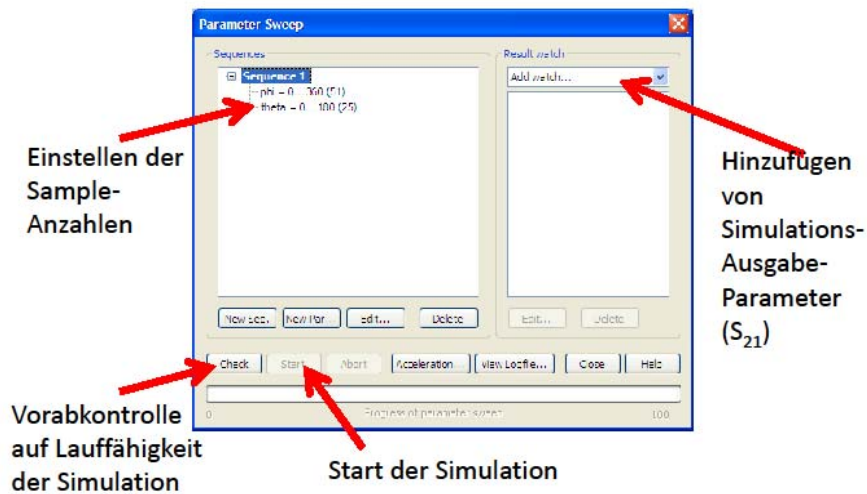 Parameter Sweep
Sequences
Result watch
Sequence 1
Add watch...
phi = 0 ... 360 (51)
theta = 0 ... 180 (25)
Einstellen der
Sample-
Anzahlen
Hinzufügen
von
Simulations-
Ausgabe-
Parameter
(S₂₁)
New Seq. New Par... Edit... Delete Edit... Delete
Check Start Abort Acceleration... View Logfile... Close Help
0 Progress of parameter sweep 100
Vorabkontrolle
auf Lauffähigkeit
der Simulation
Start der Simulation